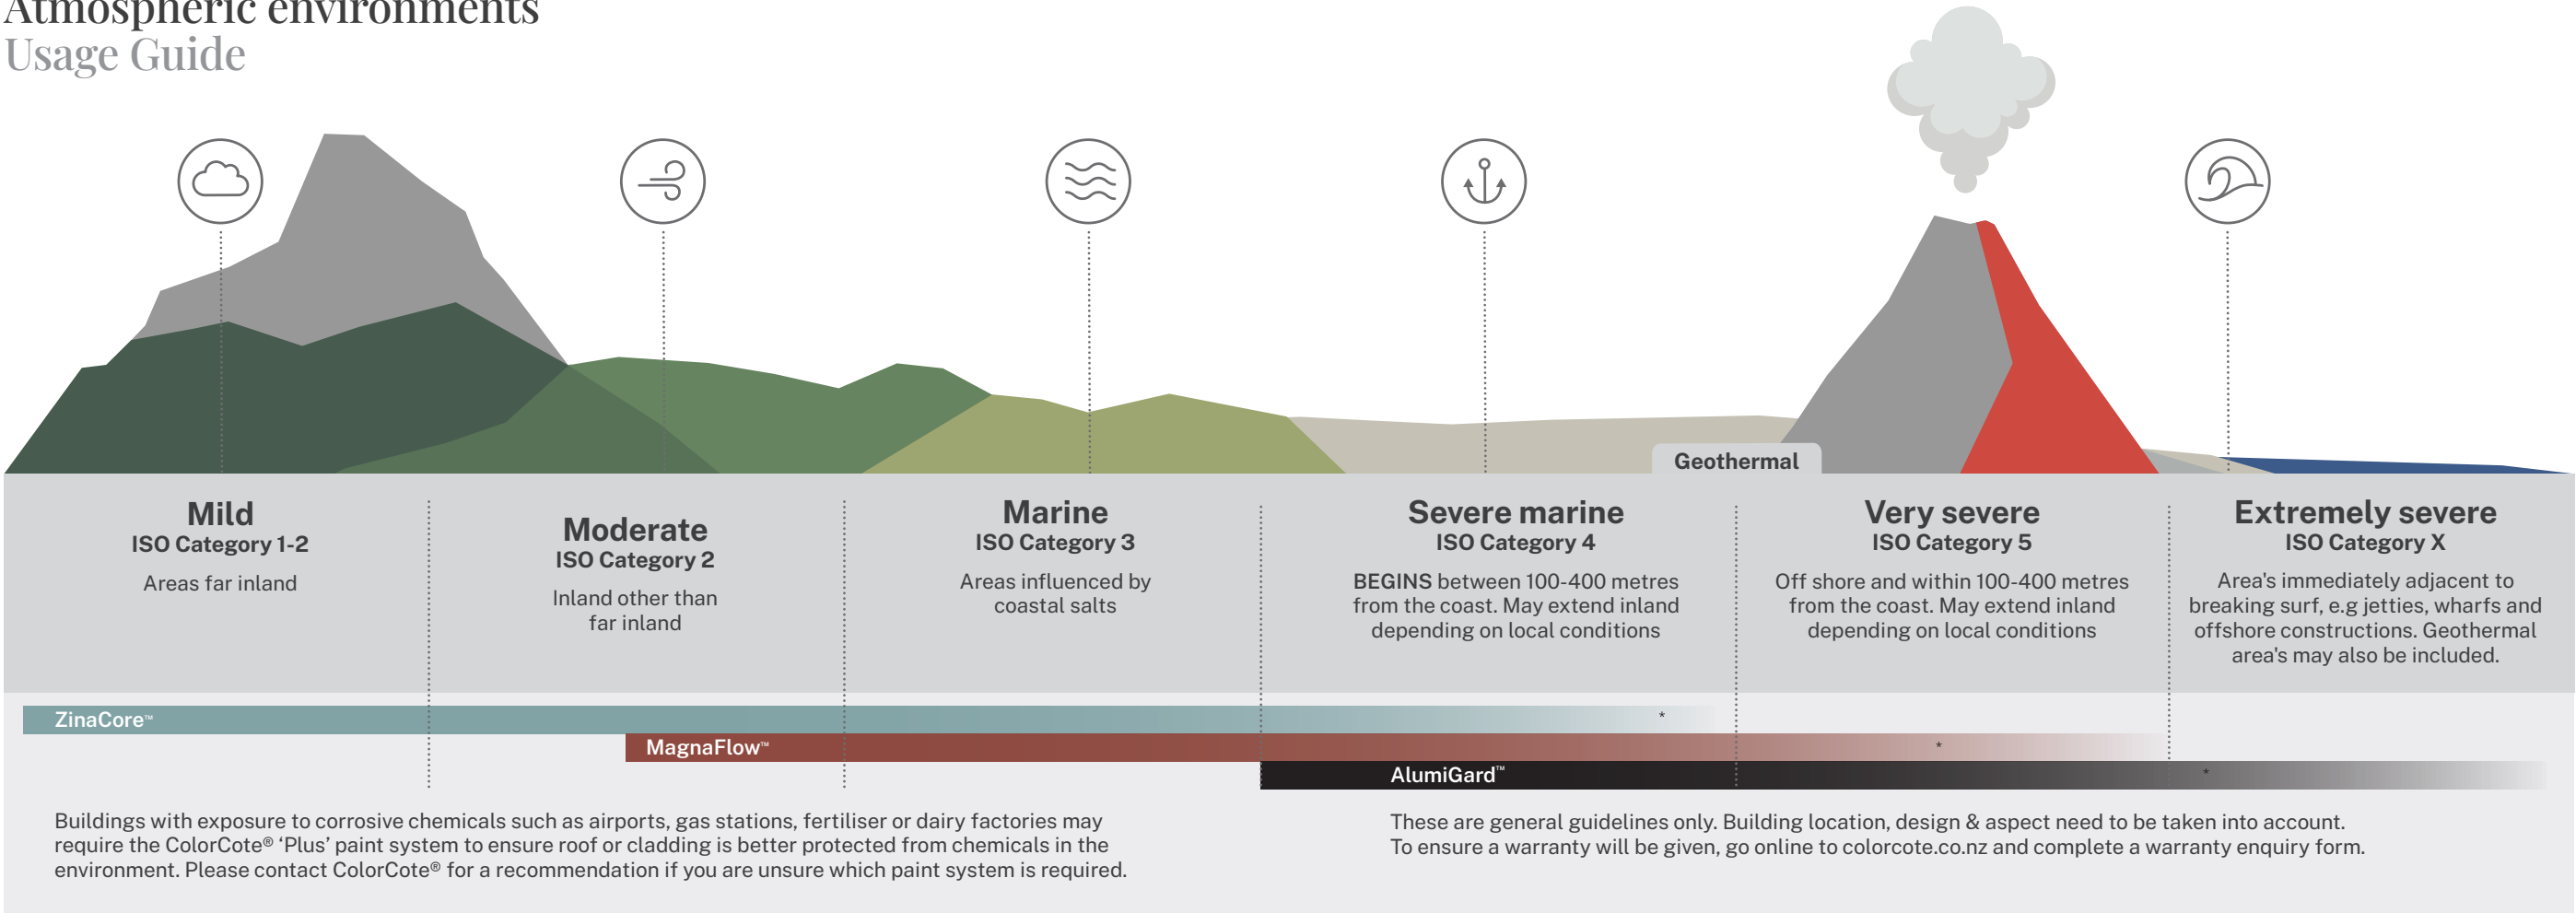 Atmospheric environments
Usage Guide
Geothermal
Mild
ISO Category 1-2
Areas far inland
Moderate
ISO Category 2
Inland other than
far inland
Marine
ISO Category 3
Areas influenced by
coastal salts
Severe marine
ISO Category 4
BEGINS between 100-400 metres
from the coast. May extend inland
depending on local conditions
Very severe
ISO Category 5
Off shore and within 100-400 metres
from the coast. May extend inland
depending on local conditions
Extremely severe
ISO Category X
Area's immediately adjacent to
breaking surf, e.g jetties, wharfs and
offshore constructions. Geothermal
area's may also be included.
ZinaCore™ *
MagnaFlow™ *
AlumiGard™ *
Buildings with exposure to corrosive chemicals such as airports, gas stations, fertiliser or dairy factories may
require the ColorCote® ‘Plus’ paint system to ensure roof or cladding is better protected from chemicals in the
environment. Please contact ColorCote® for a recommendation if you are unsure which paint system is required.
These are general guidelines only. Building location, design & aspect need to be taken into account.
To ensure a warranty will be given, go online to colorcote.co.nz and complete a warranty enquiry form.